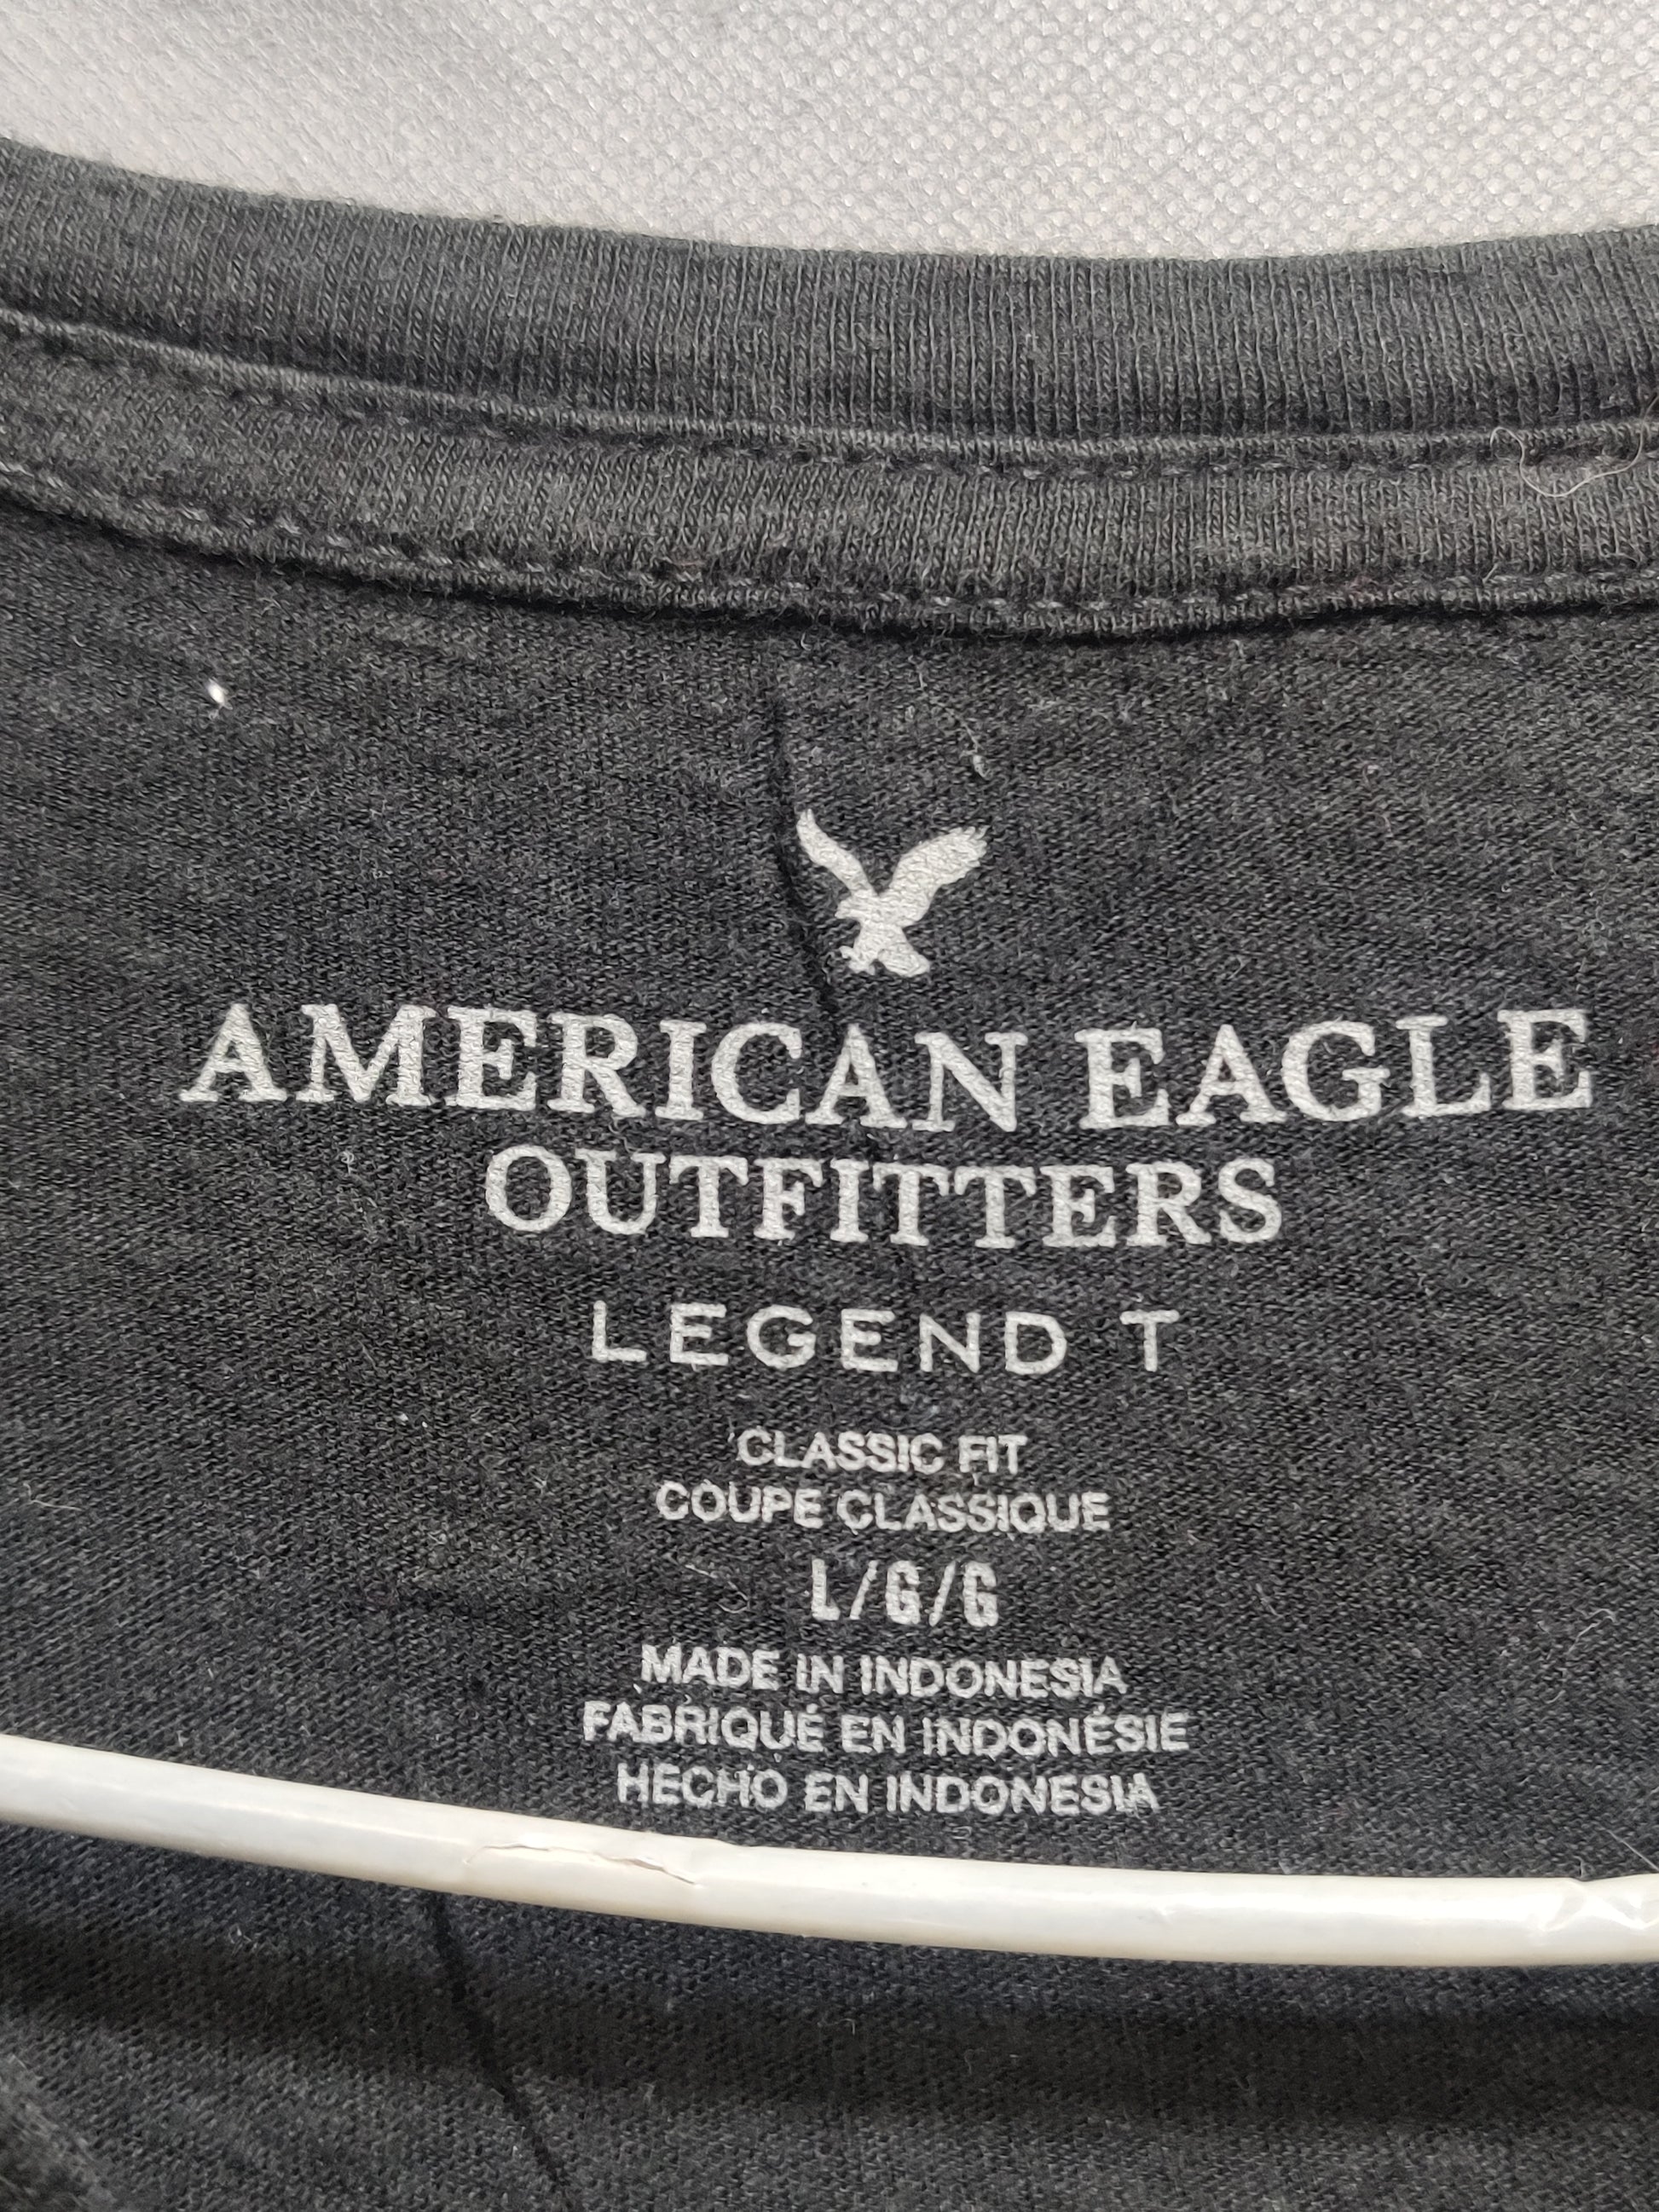 AMERICAN EAGLE
OUTFITTERS
LEGEND T
CLASSIC FIT
COUPE CLASSIQUE
L/G/G
MADE IN INDONESIA
FABRIQUÉ EN INDONÉSIE
HECHO EN INDONESIA